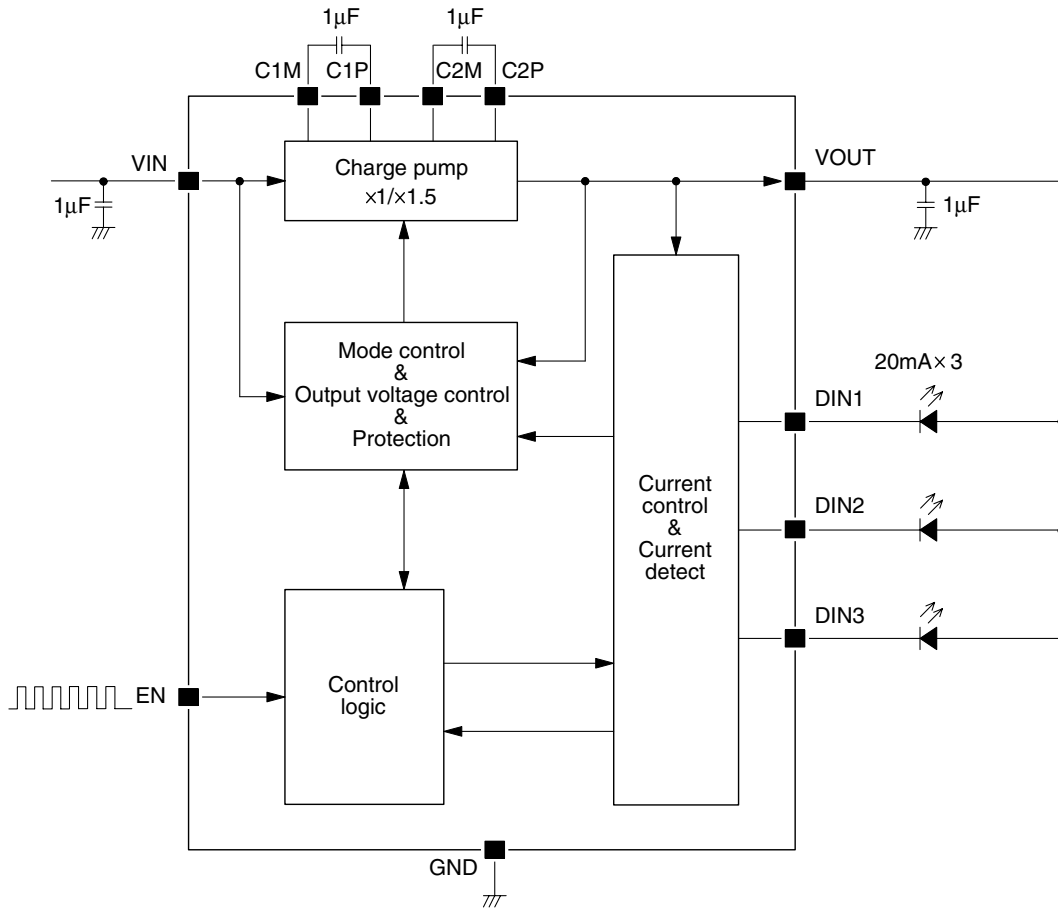 1μF
1μF
C1M
C1P
C2M
C2P
VIN
Charge pump
×1/×1.5
VOUT
1μF
1μF
Mode control
&
Output voltage control
&
Protection
20mA×3
DIN1
Current
control
&
Current
detect
DIN2
DIN3
EN
Control
logic
GND